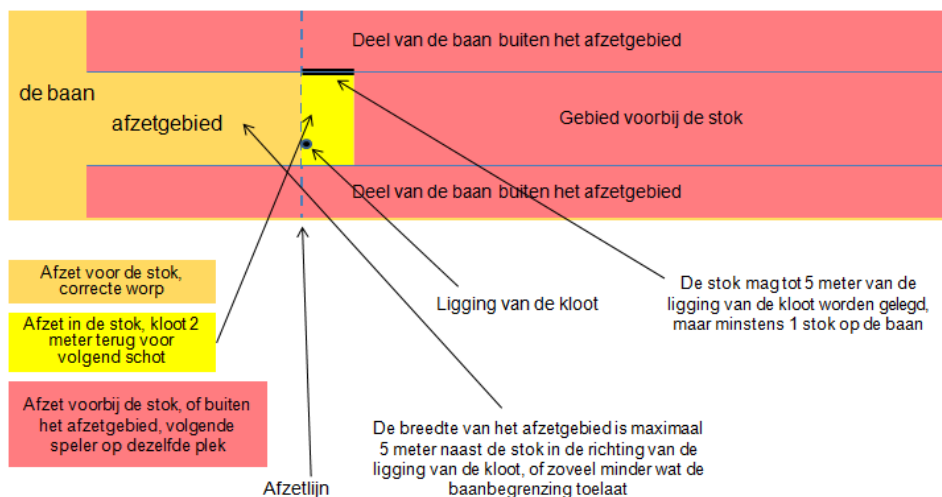 Deel van de baan buiten het afzetgebied
de baan
afzetgebied
Gebied voorbij de stok
Deel van de baan buiten het afzetgebied
Afzet voor de stok,
correcte worp
Afzet in de stok, kloot 2
meter terug voor
volgend schot
Afzet voorbij de stok, of buiten
het afzetgebied, volgende
speler op dezelfde plek
Ligging van de kloot
De stok mag tot 5 meter van de
ligging van de kloot worden gelegd,
maar minstens 1 stok op de baan
De breedte van het afzetgebied is maximaal
5 meter naast de stok in de richting van de
ligging van de kloot, of zoveel minder wat de
baanbegrenzing toelaat
Afzetlijn